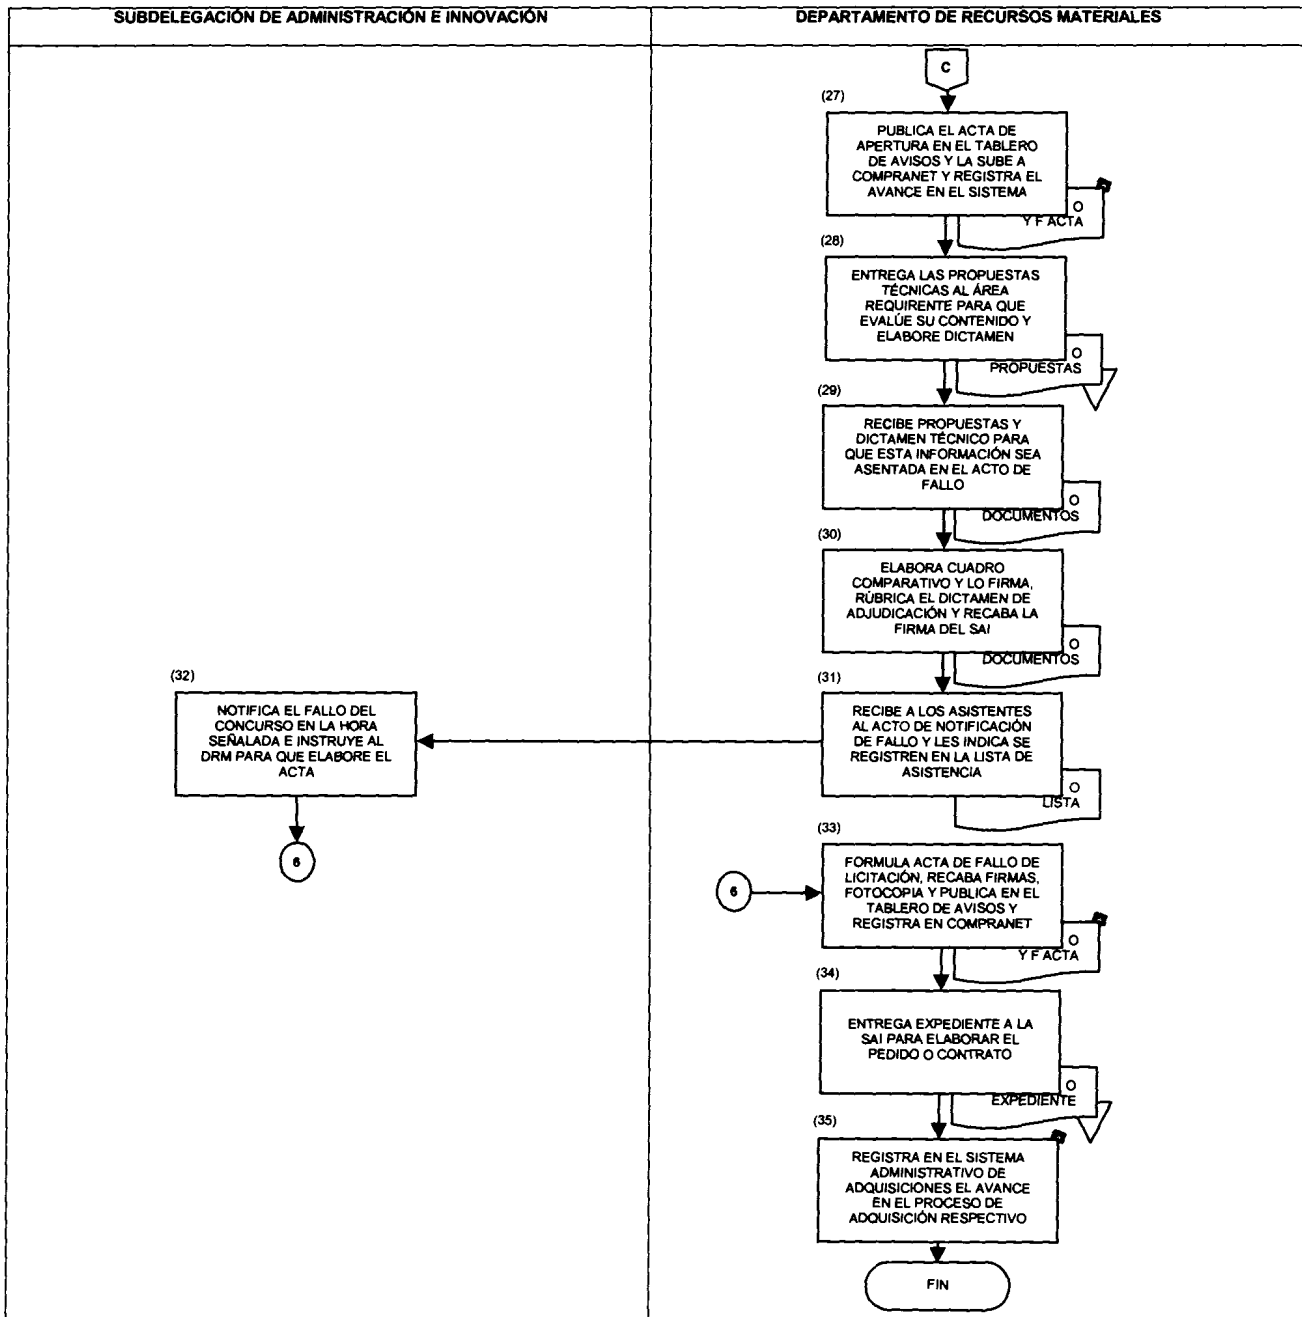 SUBDELEGACIÓN DE ADMINISTRACIÓN E INNOVACIÓN
DEPARTAMENTO DE RECURSOS MATERIALES
C
(27)
PUBLICA EL ACTA DE
APERTURA EN EL TABLERO
DE AVISOS Y LA SUBE A
COMPRANET Y REGISTRA EL
AVANCE EN EL SISTEMA
O
Y F ACTA
(28)
ENTREGA LAS PROPUESTAS
TÉCNICAS AL ÁREA
REQUIRENTE PARA QUE
EVALÚE SU CONTENIDO Y
ELABORE DICTAMEN
O
PROPUESTAS
(29)
RECIBE PROPUESTAS Y
DICTAMEN TÉCNICO PARA
QUE ESTA INFORMACIÓN SEA
ASENTADA EN EL ACTO DE
FALLO
O
DOCUMENTOS
(30)
ELABORA CUADRO
COMPARATIVO Y LO FIRMA,
RÚBRICA EL DICTAMEN DE
ADJUDICACIÓN Y RECABA LA
FIRMA DEL SAI
O
DOCUMENTOS
(31)
RECIBE A LOS ASISTENTES
AL ACTO DE NOTIFICACIÓN
DE FALLO Y LES INDICA SE
REGISTREN EN LA LISTA DE
ASISTENCIA
O
LISTA
(32)
NOTIFICA EL FALLO DEL
CONCURSO EN LA HORA
SEÑALADA E INSTRUYE AL
DRM PARA QUE ELABORE EL
ACTA
6
(33)
6
FORMULA ACTA DE FALLO DE
LICITACIÓN, RECABA FIRMAS,
FOTOCOPIA Y PUBLICA EN EL
TABLERO DE AVISOS Y
REGISTRA EN COMPRANET
O
Y F ACTA
(34)
ENTREGA EXPEDIENTE A LA
SAI PARA ELABORAR EL
PEDIDO O CONTRATO
O
EXPEDIENTE
(35)
REGISTRA EN EL SISTEMA
ADMINISTRATIVO DE
ADQUISICIONES EL AVANCE
EN EL PROCESO DE
ADQUISICIÓN RESPECTIVO
FIN